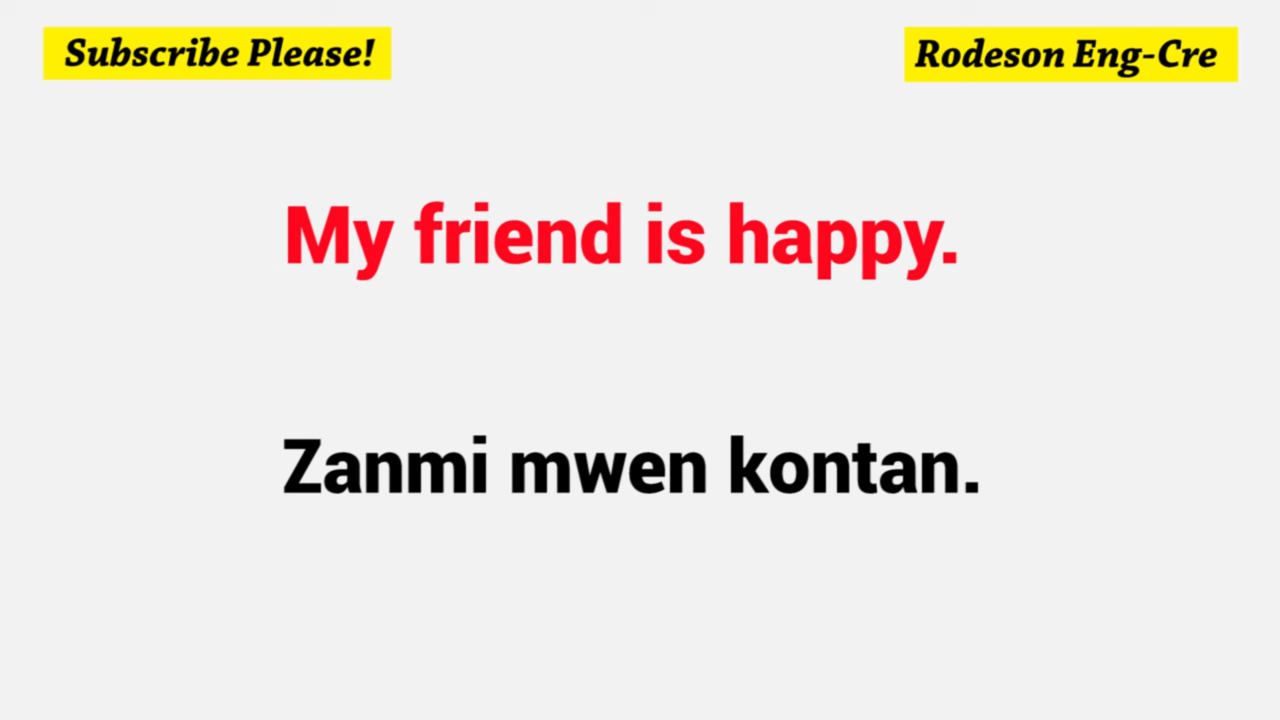 Subscribe Please!
Rodeson Eng-Cre
My friend is happy.
Zanmi mwen kontan.